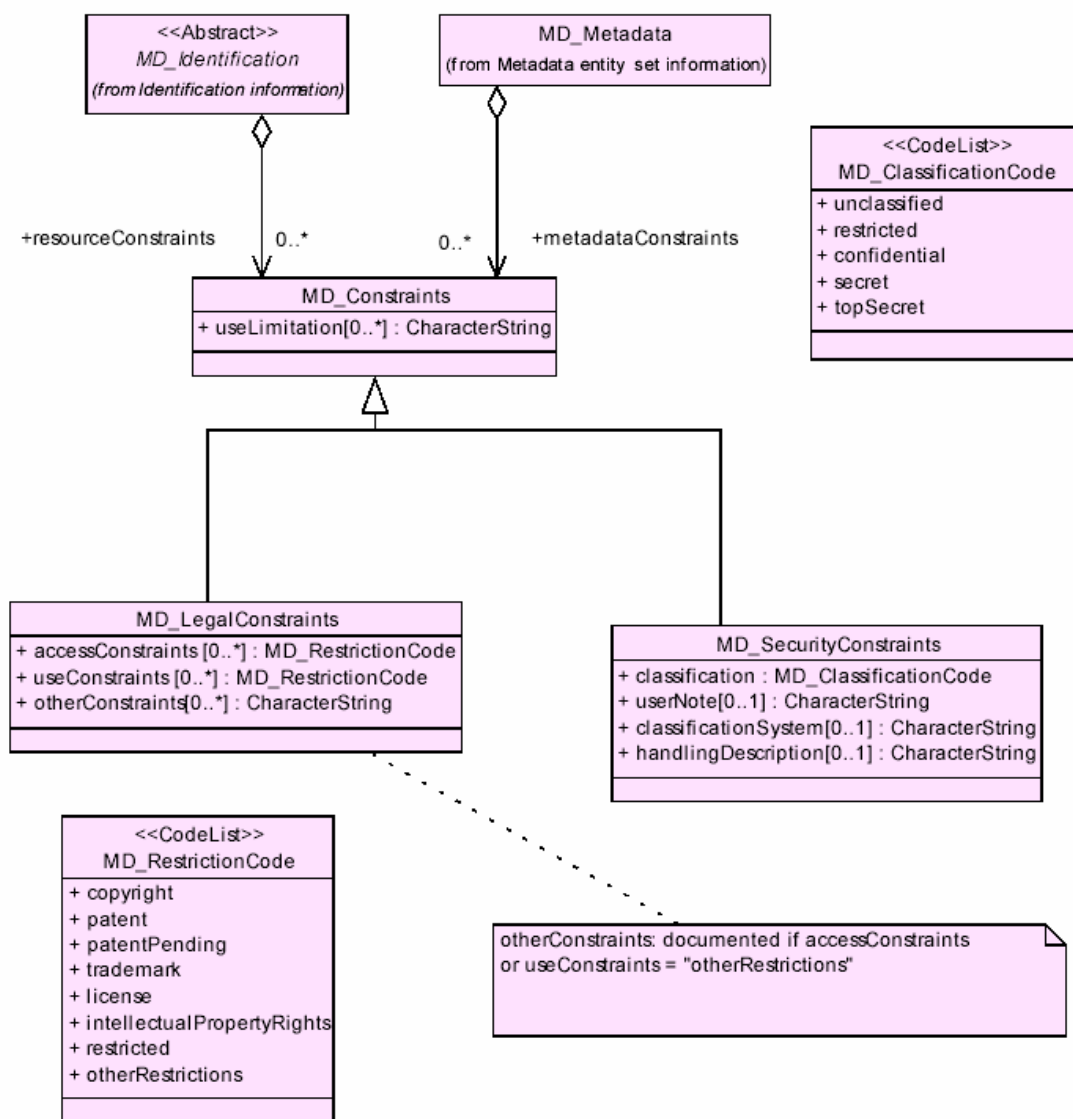 <<Abstract>>
MD_Identification
(from Identification information)
MD_Metadata
(from Metadata entity set information)
<<CodeList>>
MD_ClassificationCode
+ unclassified
+ restricted
+ confidential
+ secret
+ topSecret
+resourceConstraints
0..*
0..*
+metadataConstraints
MD_Constraints
+ useLimitation[0..*] : CharacterString
MD_LegalConstraints
+ accessConstraints [0..*] : MD_RestrictionCode
+ useConstraints [0..*] : MD_RestrictionCode
+ otherConstraints[0..*] : CharacterString
MD_SecurityConstraints
+ classification : MD_ClassificationCode
+ userNote[0..1] : CharacterString
+ classificationSystem[0..1] : CharacterString
+ handlingDescription[0..1] : CharacterString
<<CodeList>>
MD_RestrictionCode
+ copyright
+ patent
+ patentPending
+ trademark
+ license
+ intellectualPropertyRights
+ restricted
+ otherRestrictions
otherConstraints: documented if accessConstraints
or useConstraints = "otherRestrictions"